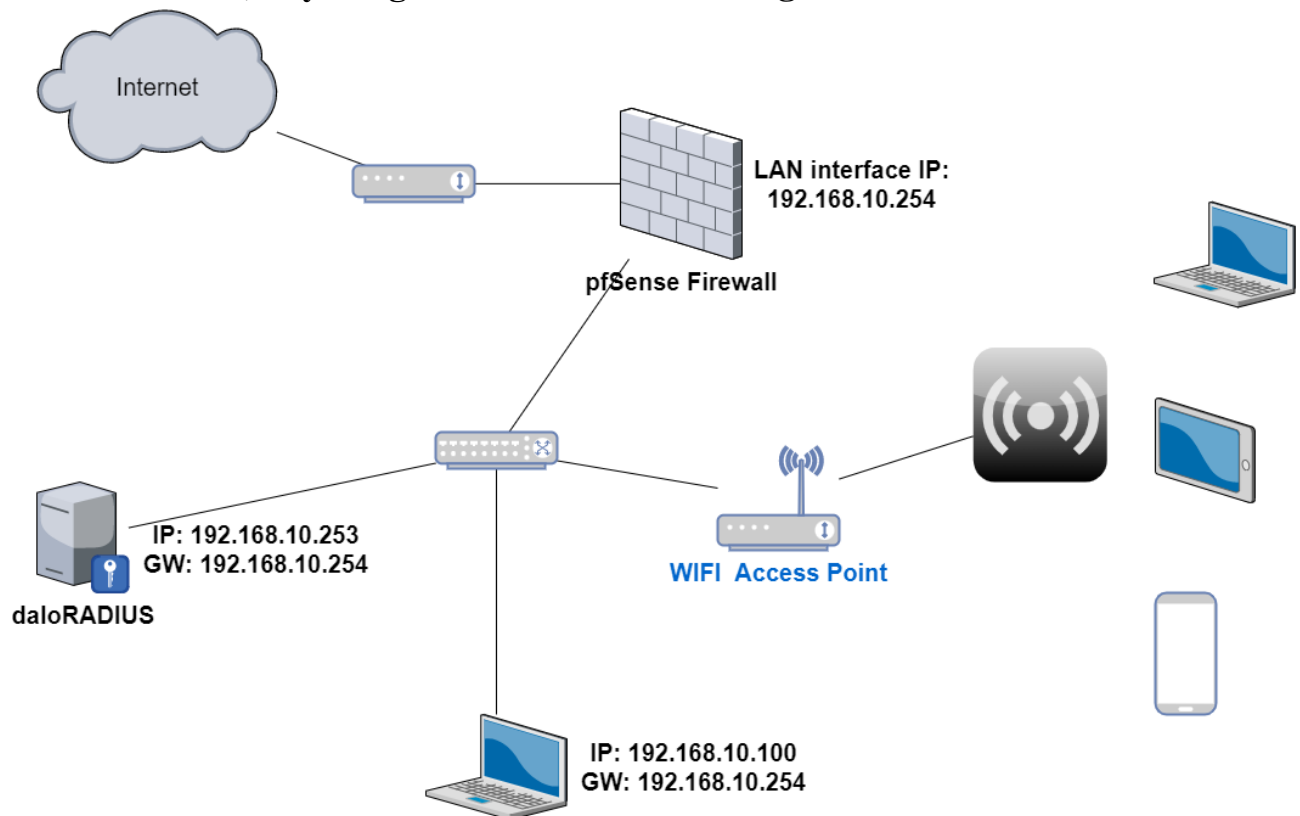 Internet
LAN interface IP:
192.168.10.254
pfSense Firewall
IP: 192.168.10.253
GW: 192.168.10.254
daloRADIUS
WIFI Access Point
IP: 192.168.10.100
GW: 192.168.10.254